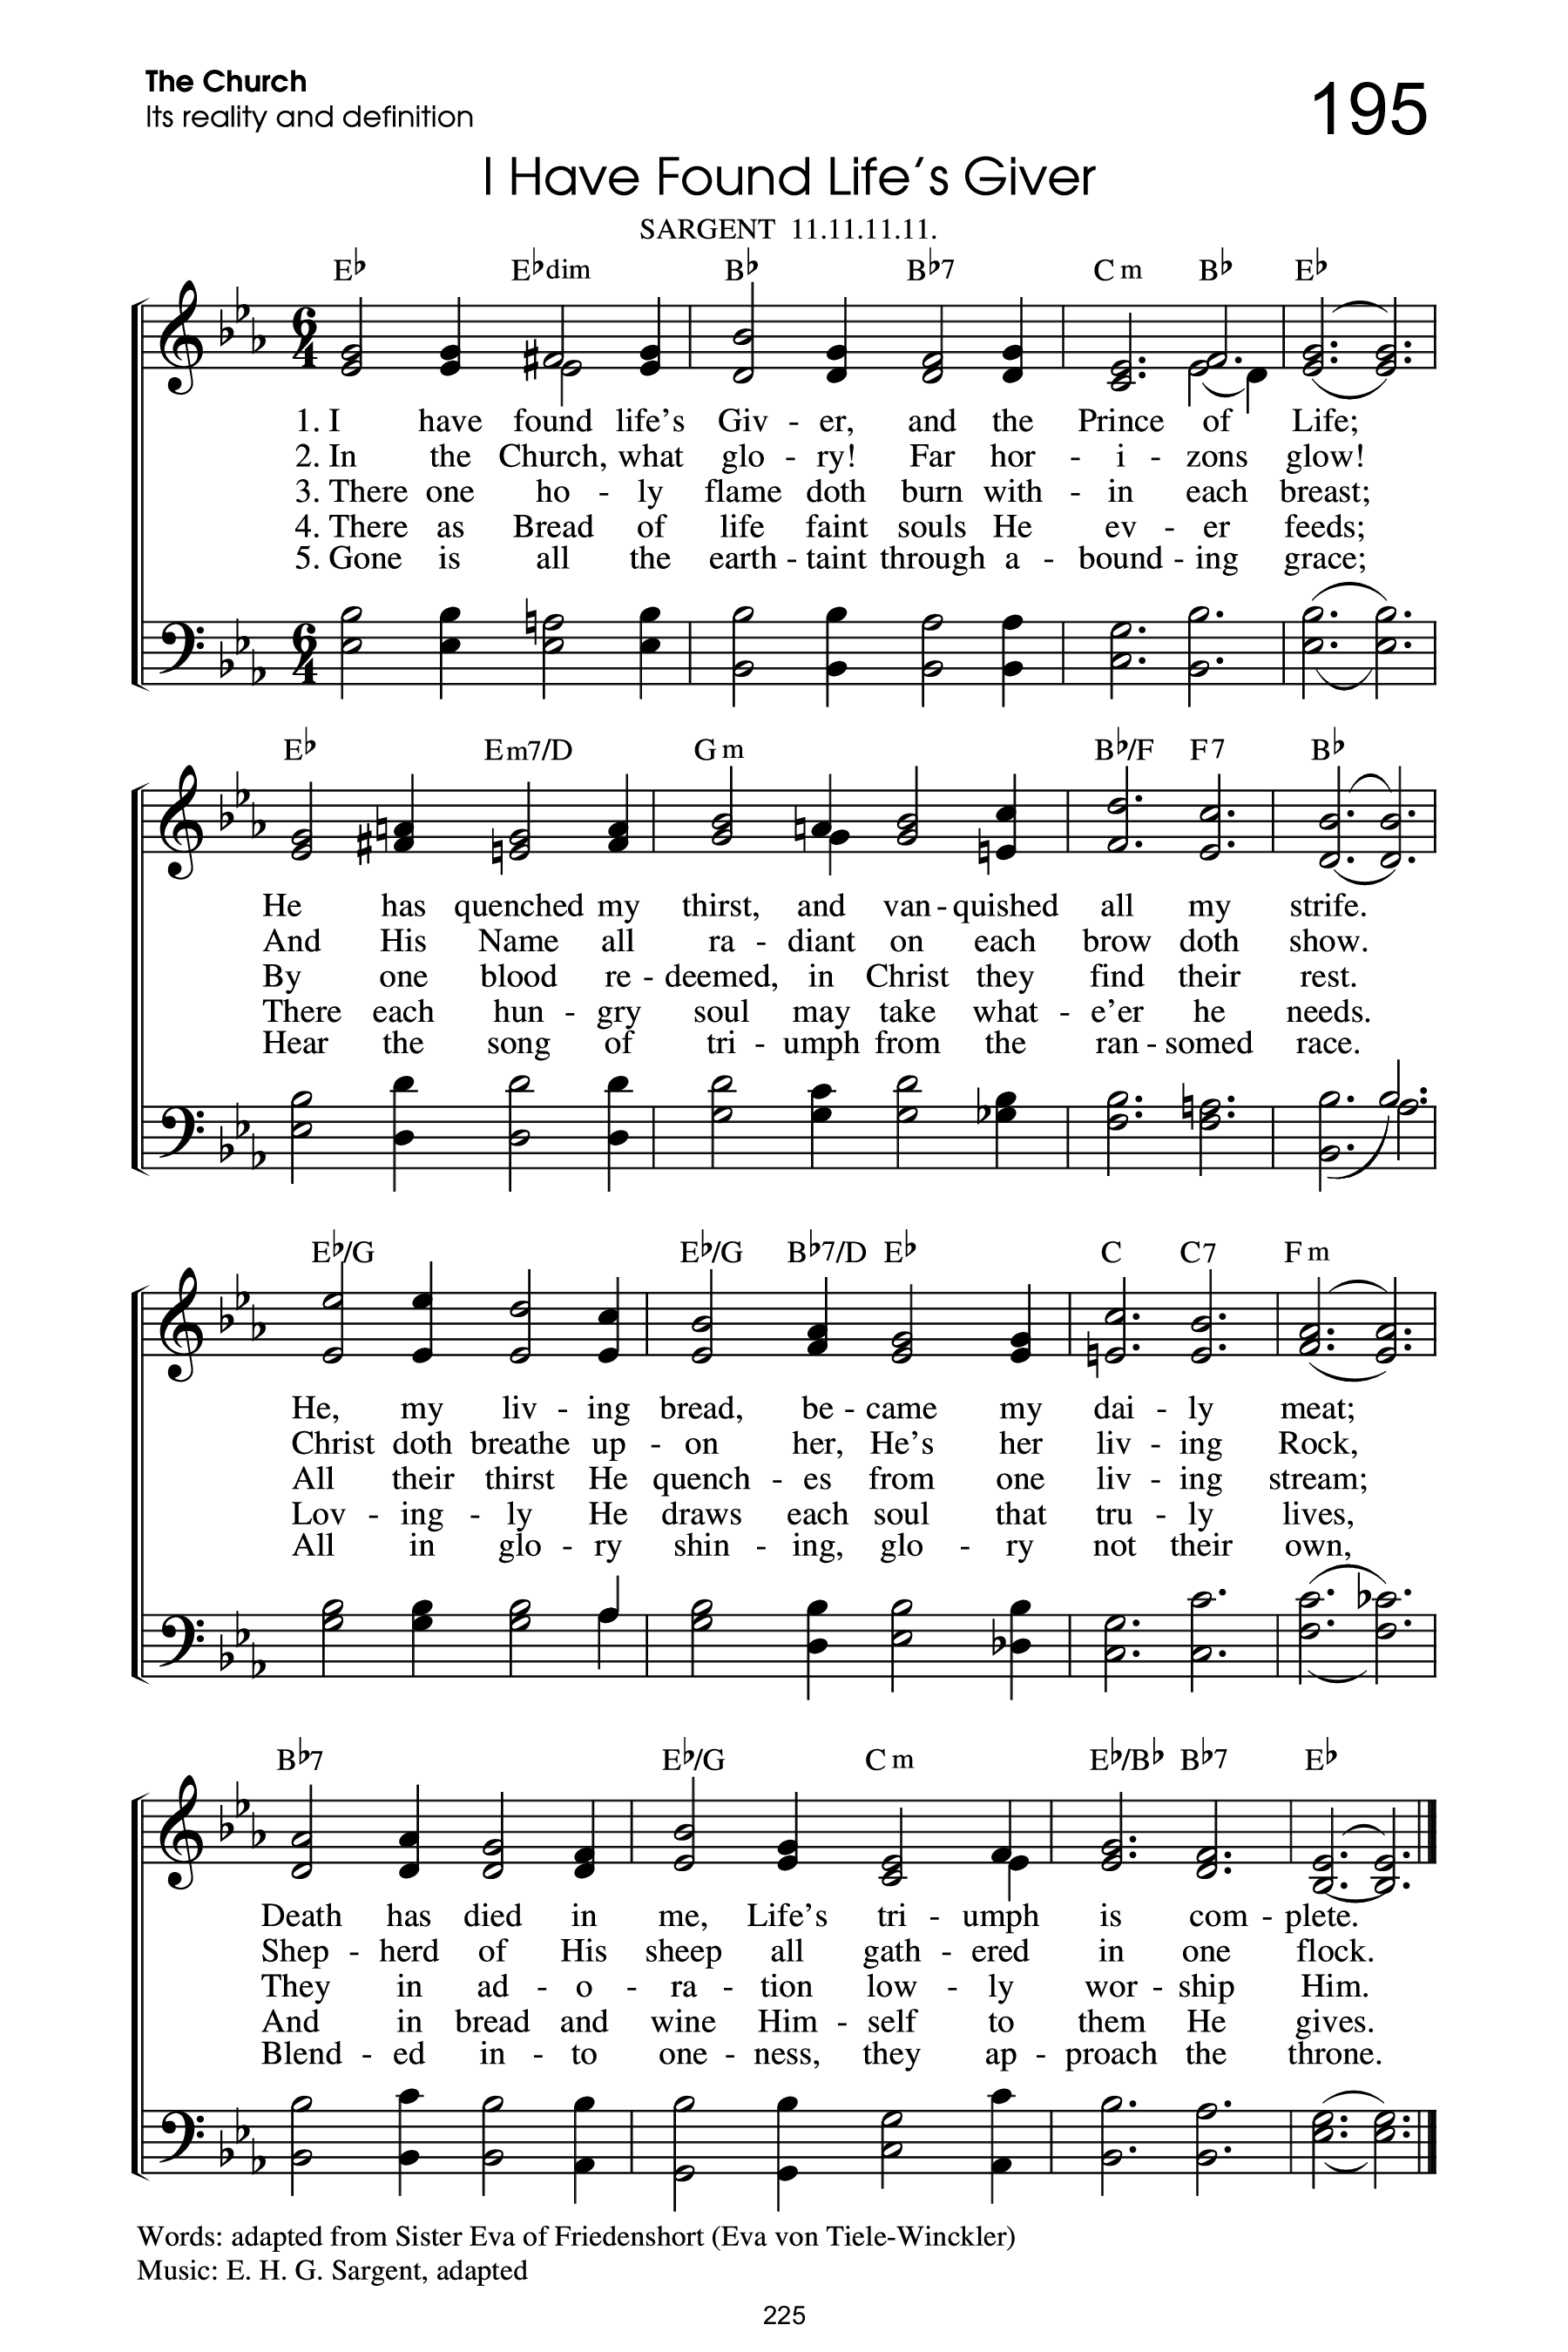 The Church
Its reality and definition
195
I Have Found Life's Giver
SARGENT 11.11.11.11.
E♭ E♭dim B♭ B♭7 Cm B♭ E♭
6/4
1. I have found life's Giv - er, and the Prince of Life;
2. In the Church, what glo - ry! Far hor - i - zons glow!
3. There one ho - ly flame doth burn with - in each breast;
4. There as Bread of life faint souls He ev - er feeds;
5. Gone is all the earth - taint through a - bound - ing grace;
6/4
E♭ Em7/D Gm B♭/F F7 B♭
He has quenched my thirst, and van - quished all my strife.
And His Name all ra - diant on each brow doth show.
By one blood re - deemed, in Christ they find their rest.
There each hun - gry soul may take what - e'er he needs.
Hear the song of tri - umph from the ran - somed race.
E♭/G E♭/G B♭7/D E♭ C C7 Fm
He, my liv - ing bread, be - came my dai - ly meat;
Christ doth breathe up - on her, He's her liv - ing Rock,
All their thirst He quench - es from one liv - ing stream;
Lov - ing - ly He draws each soul that tru - ly lives,
All in glo - ry shin - ing, glo - ry not their own,
B♭7 E♭/G Cm E♭/B♭ B♭7 E♭
Death has died in me, Life's tri - umph is com - plete.
Shep - herd of His sheep all gath - ered in one flock.
They in ad - o - ra - tion low - ly wor - ship Him.
And in bread and wine Him - self to them He gives.
Blend - ed in - to one - ness, they ap - proach the throne.
Words: adapted from Sister Eva of Friedenshort (Eva von Tiele-Winckler)
Music: E. H. G. Sargent, adapted
225